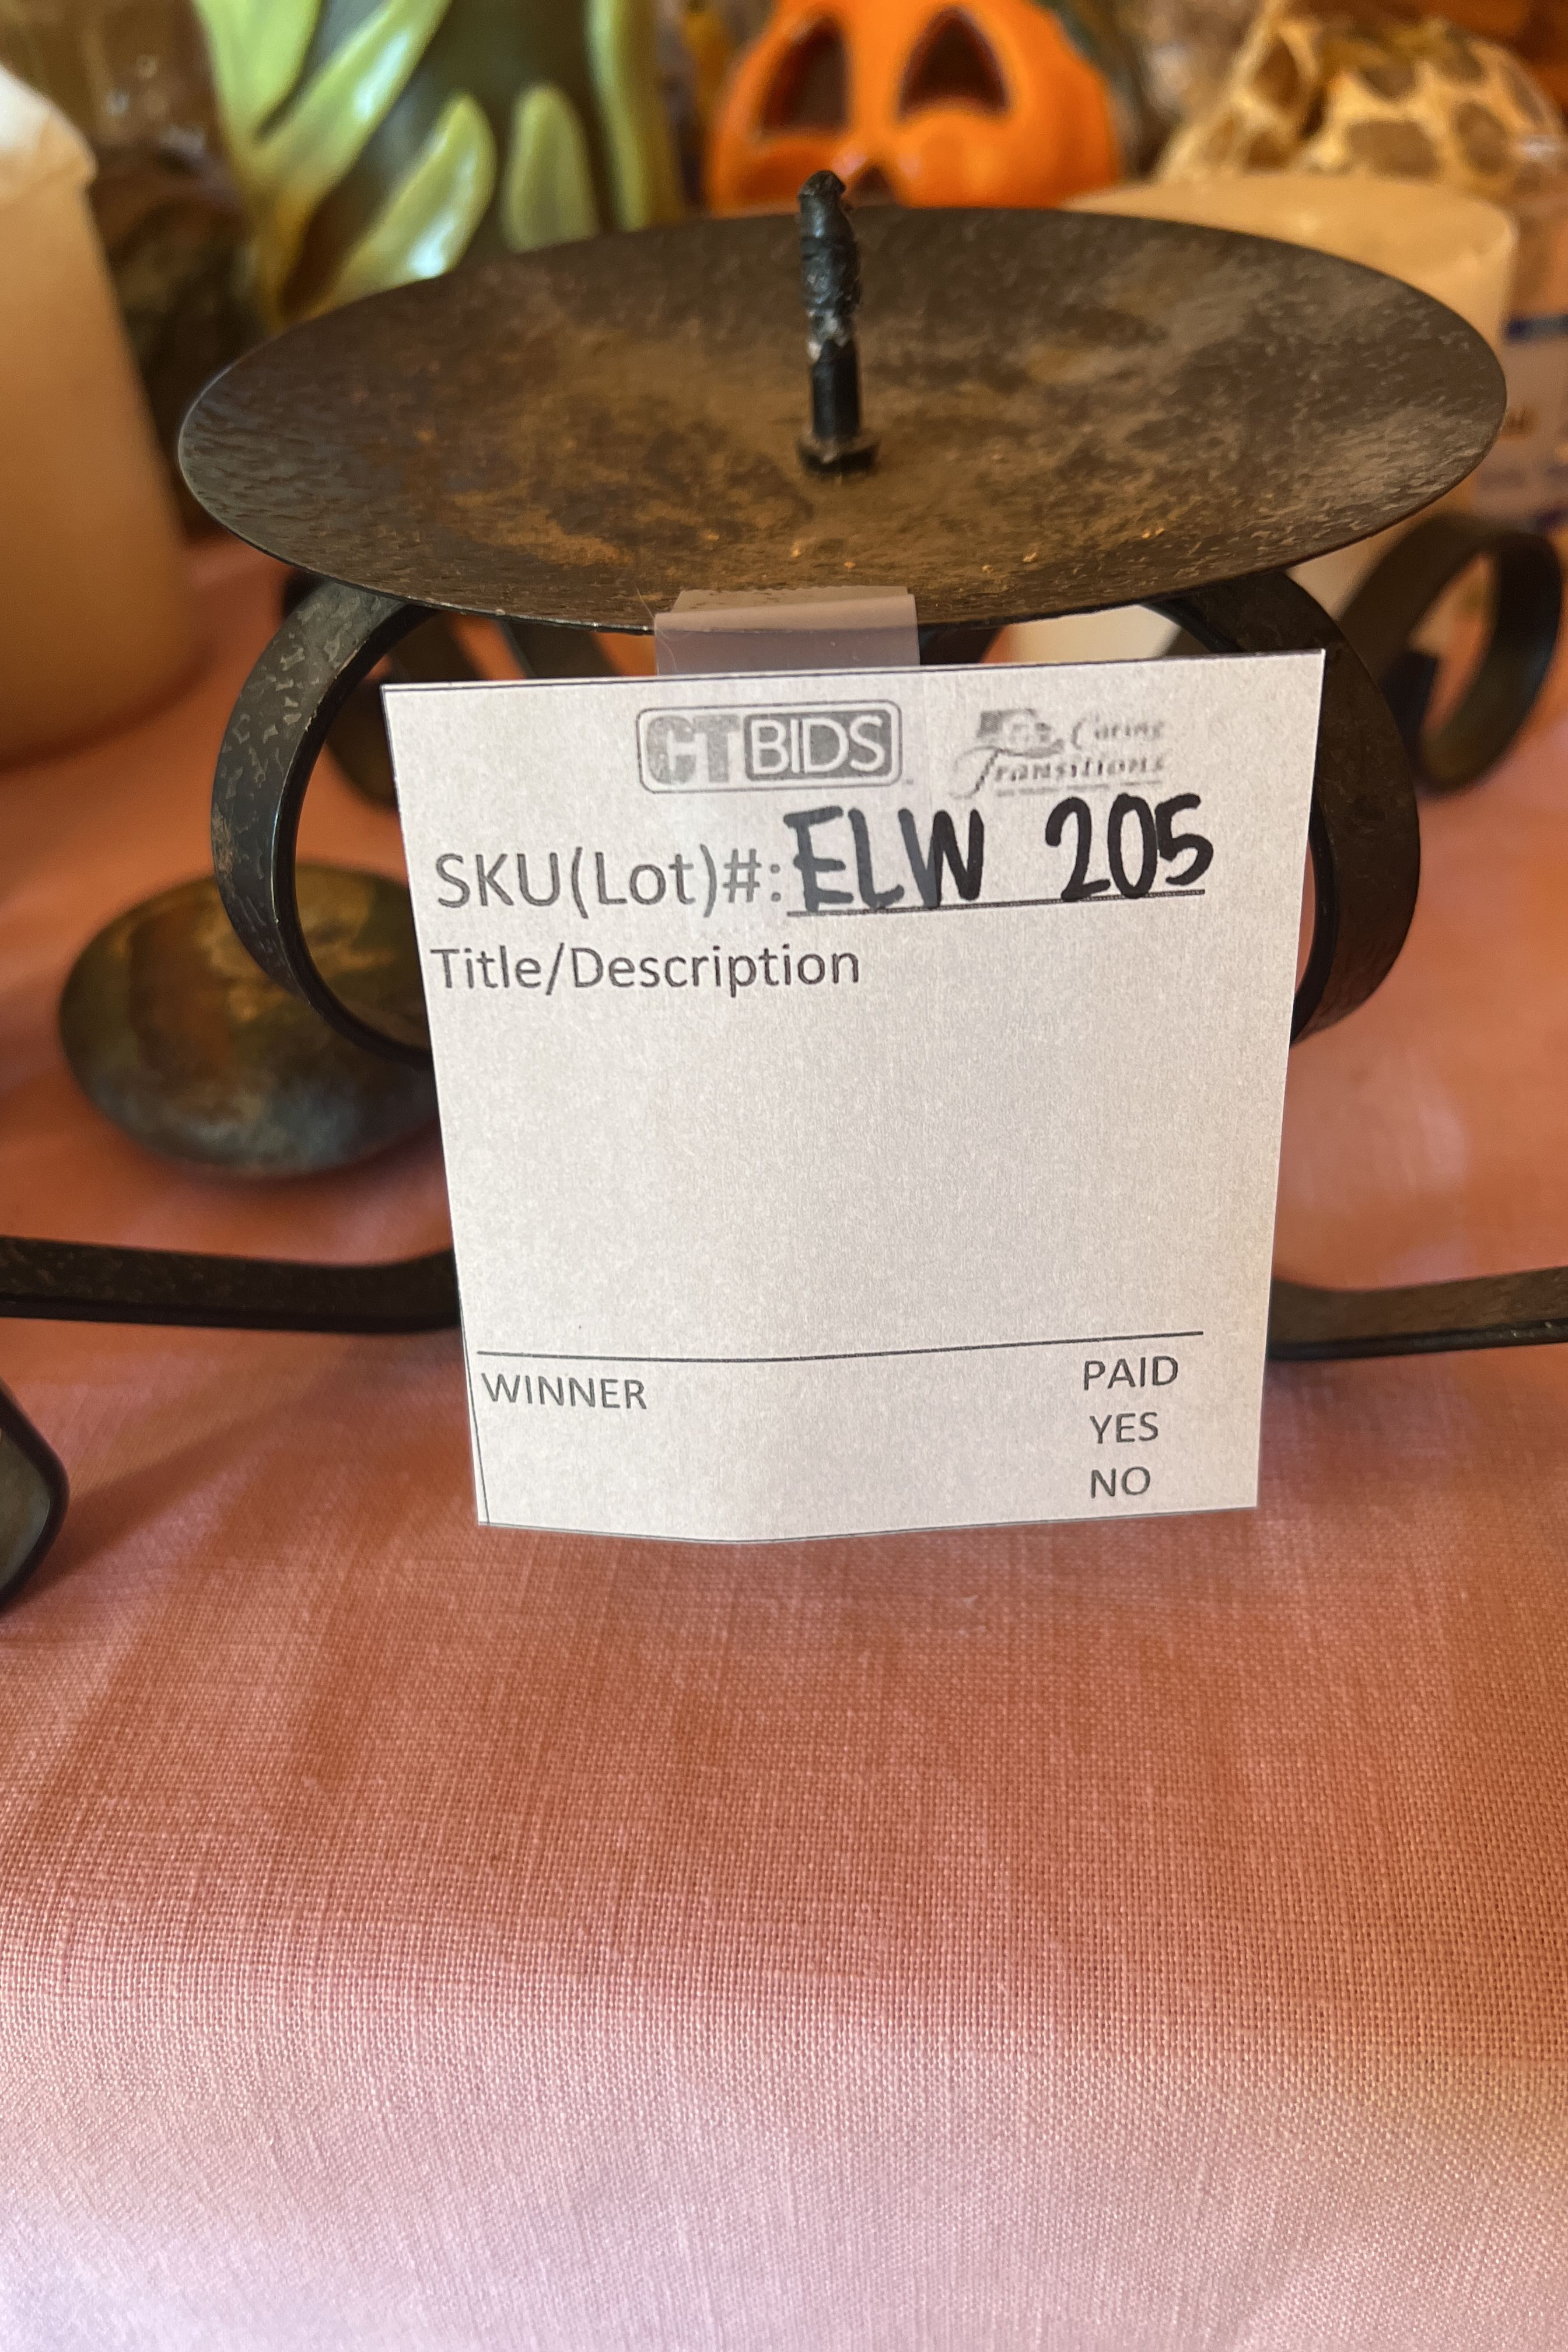 CTBIDS
Caring
Transitions
SKU(Lot)#: ELW 205
Title/Description
WINNER
PAID
YES
NO